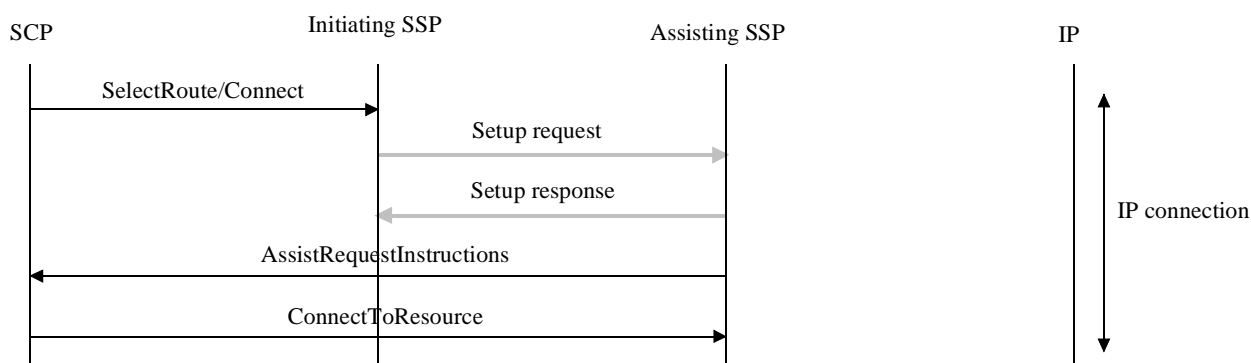 SCP
Initiating SSP
Assisting SSP
IP
SelectRoute/Connect
Setup request
Setup response
IP connection
AssistRequestInstructions
ConnectToResource